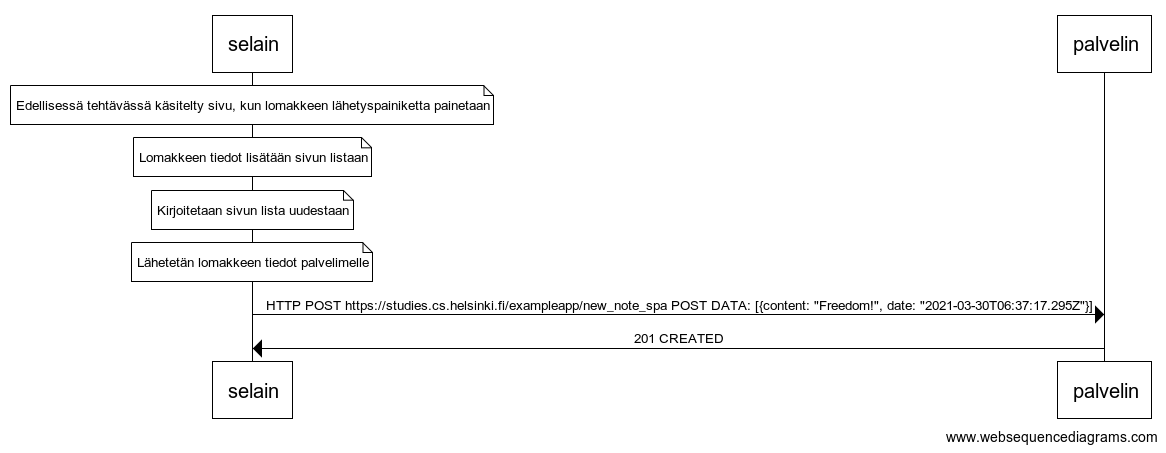 selain
palvelin
Edellisessä tehtävässä käsitelty sivu, kun lomakkeen lähetyspainiketta painetaan
Lomakkeen tiedot lisätään sivun listaan
Kirjoitetaan sivun lista uudestaan
Lähetetän lomakkeen tiedot palvelimelle
HTTP POST https://studies.cs.helsinki.fi/exampleapp/new_note_spa POST DATA: [{content: "Freedom!", date: "2021-03-30T06:37:17.295Z"}]
201 CREATED
selain
palvelin
www.websequencediagrams.com